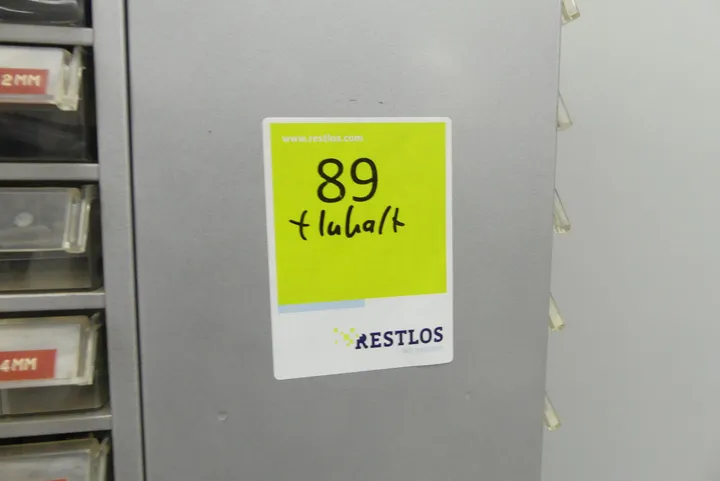 2MM
4MM
www.restlos.com
89
+ Inhalt
RESTLOS